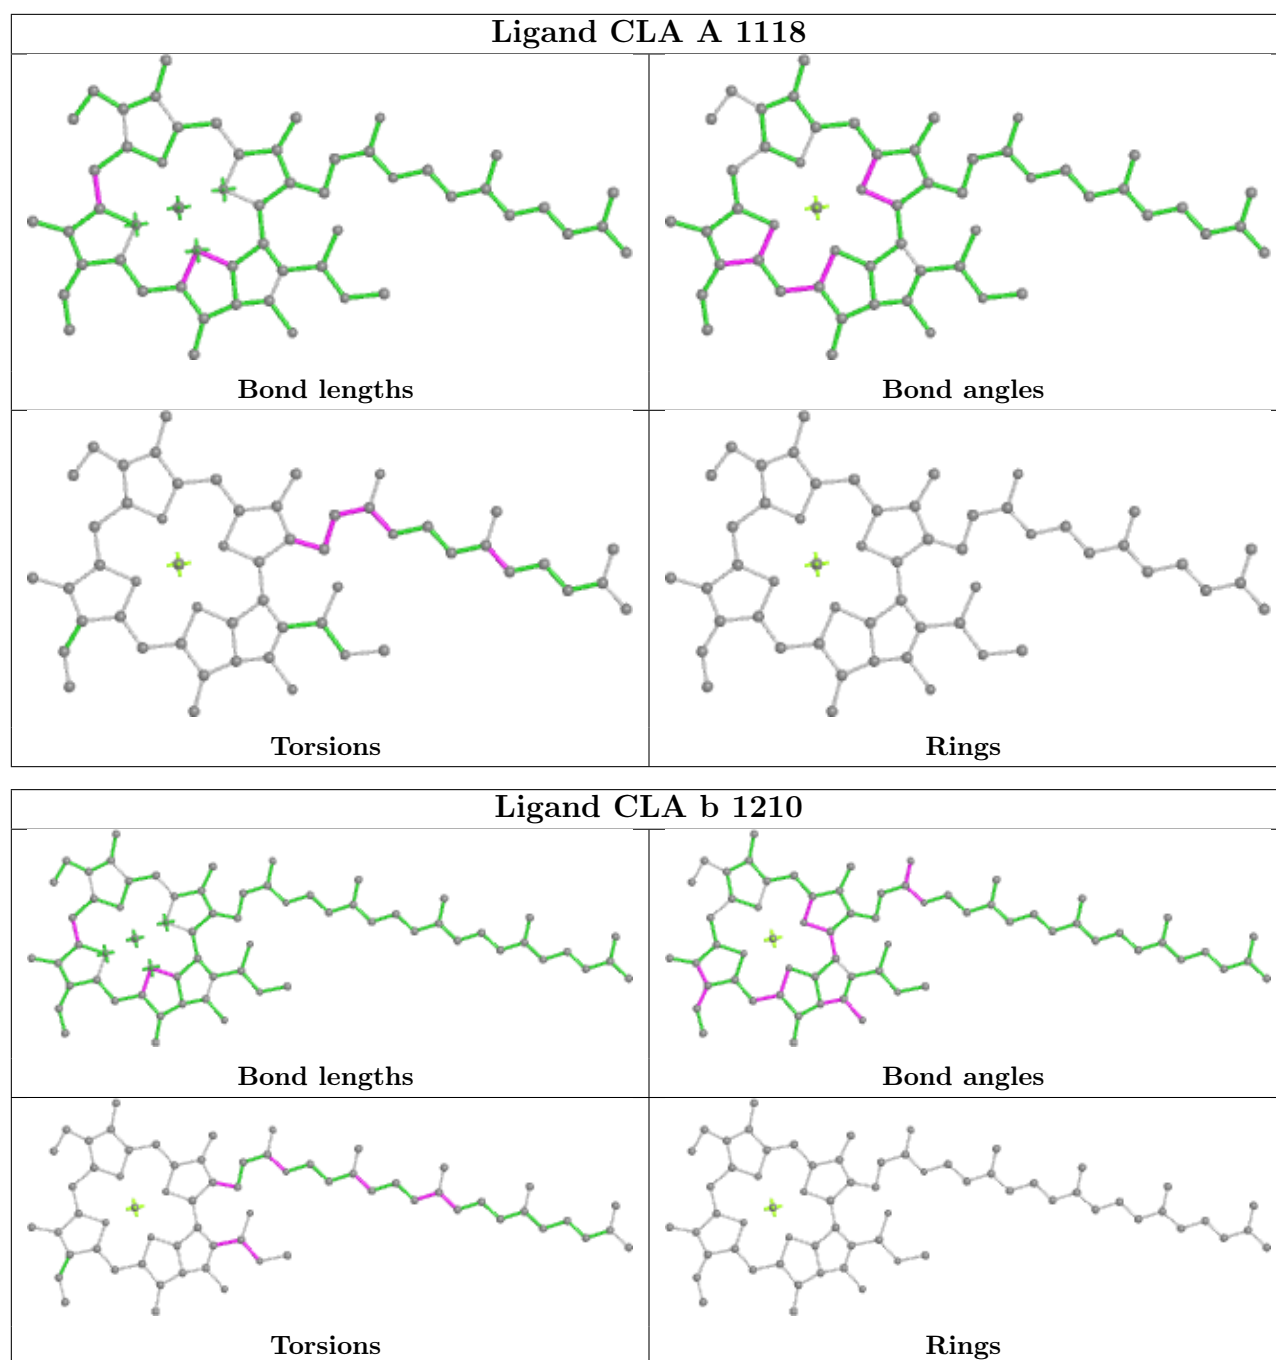 Ligand CLA A 1118
Bond lengths
Bond angles
Torsions
Rings
Ligand CLA b 1210
Bond lengths
Bond angles
Torsions
Rings